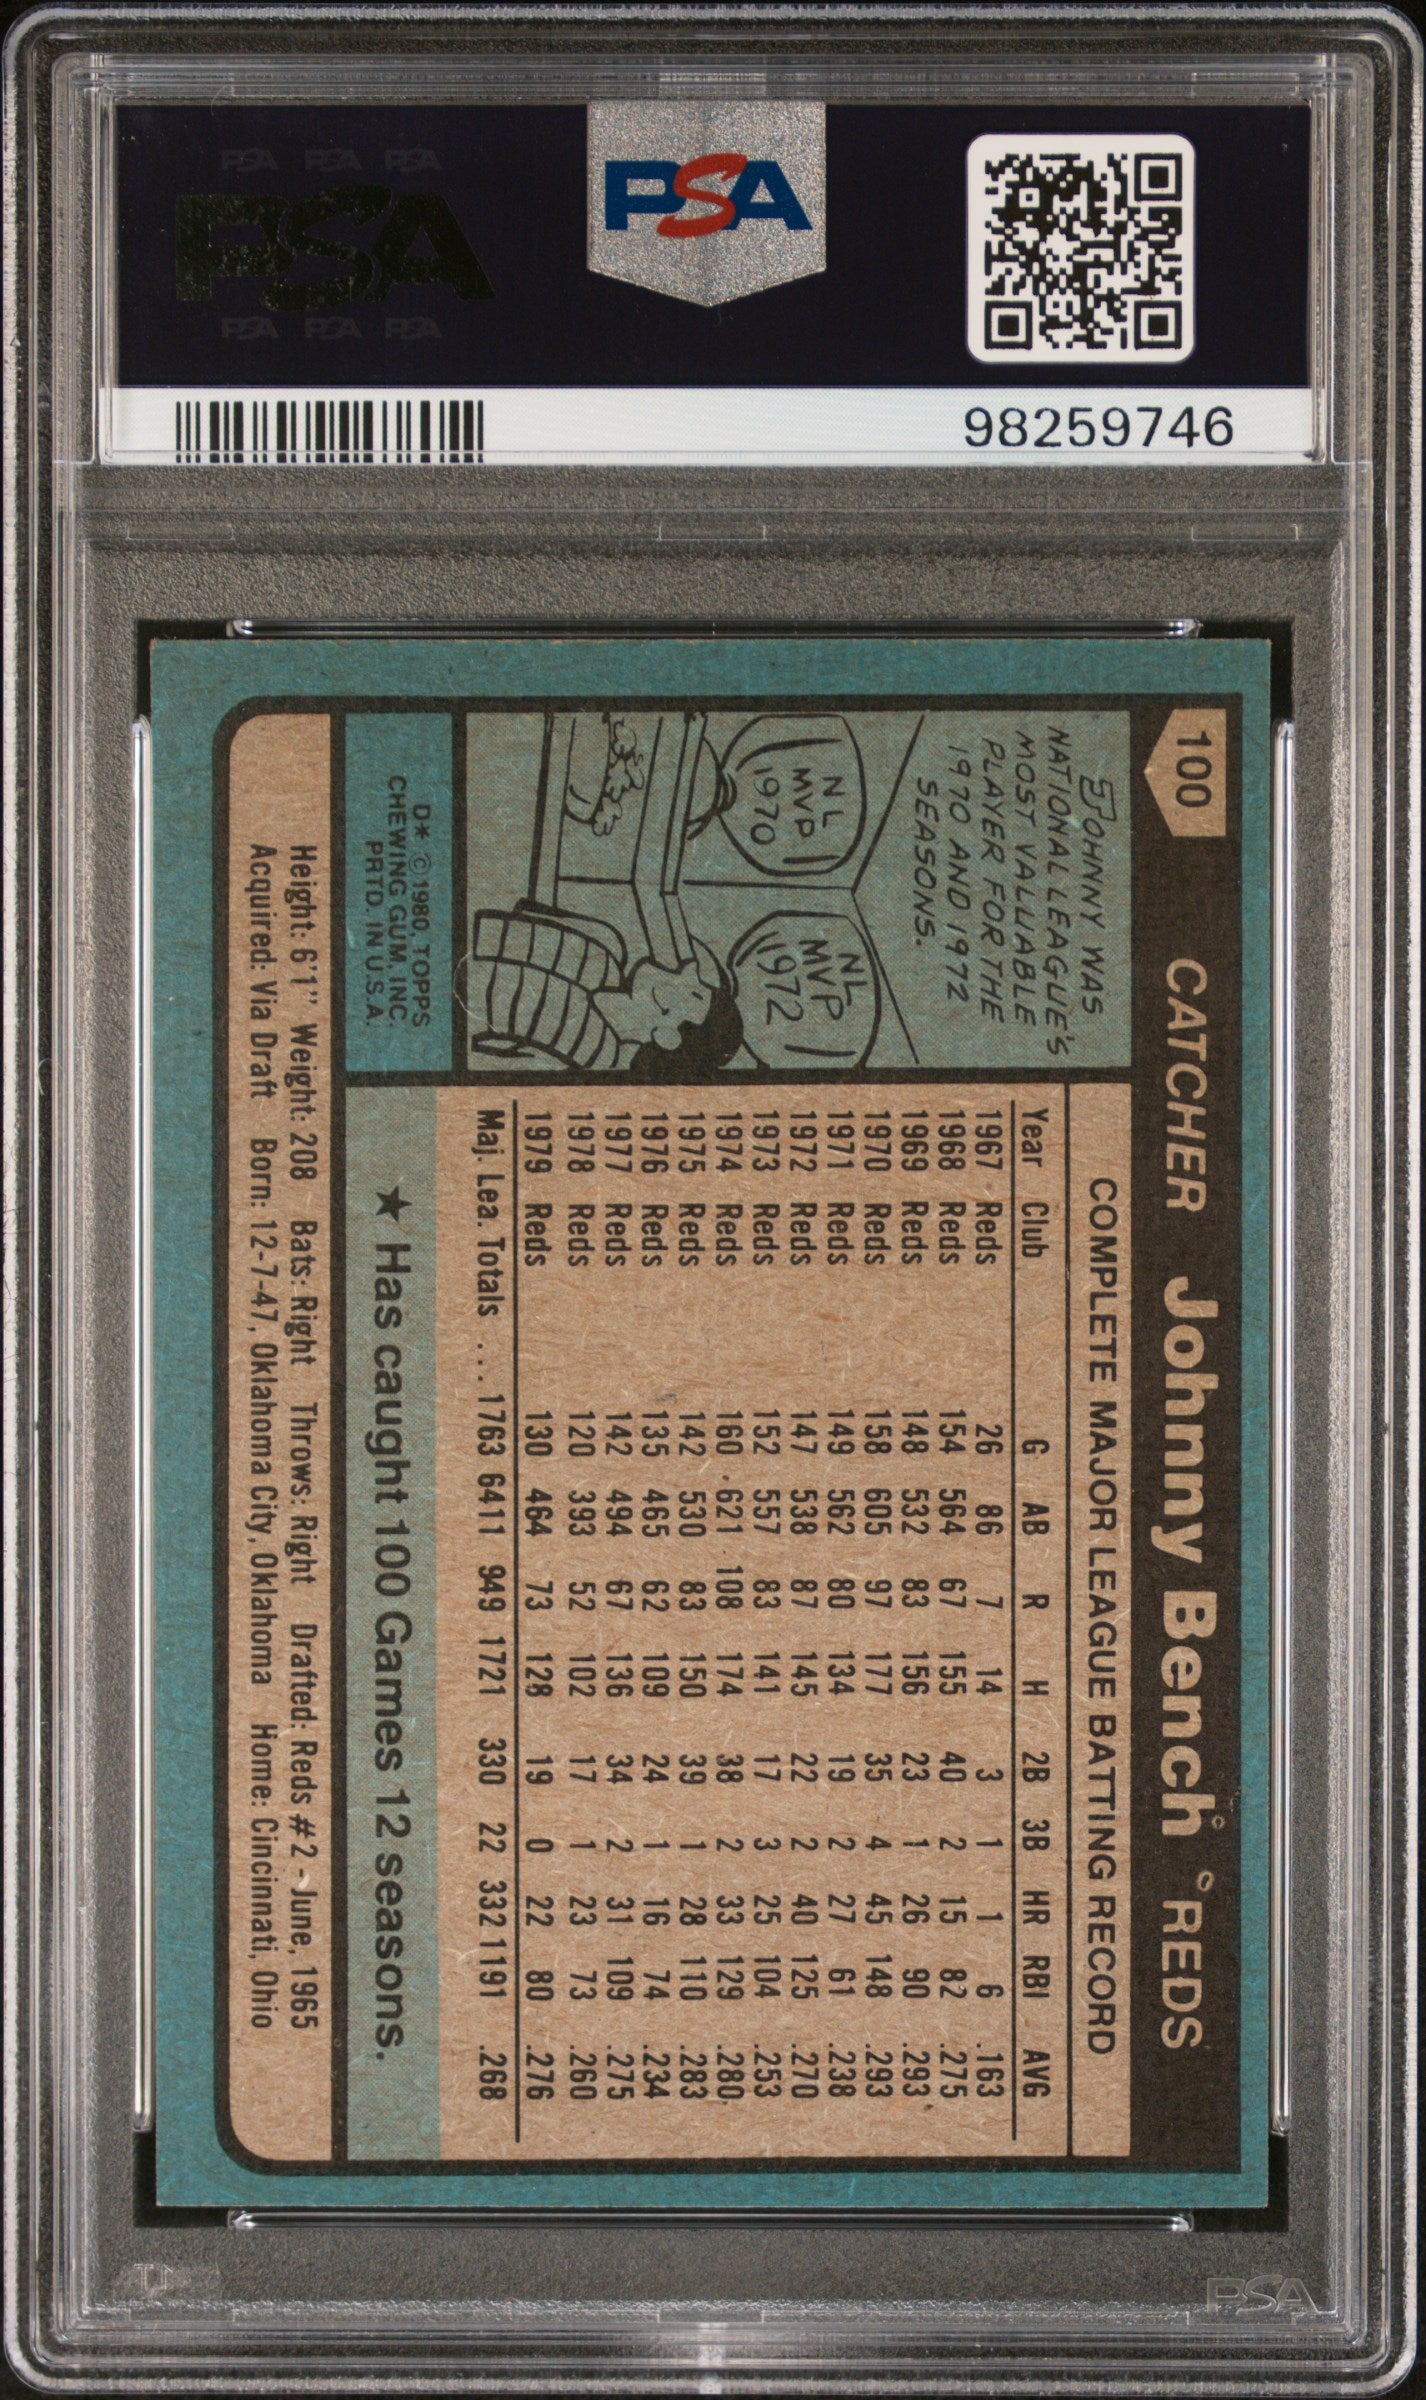 PSA PSA PSA
PSA
PSA PSA PSA
PSA
98259746
100 CATCHER Johnny Bench REDS
JOHNNY WAS
NATIONAL LEAGUE'S
MOST VALUABLE
PLAYER FOR THE
1970 AND 1972
SEASONS.
NL
MVP
1970
NL
MVP
1972
D* © 1980, TOPPS
CHEWING GUM, INC.
PRTD. IN U.S.A.
COMPLETE MAJOR LEAGUE BATTING RECORD
Year Club G AB R H 2B 3B HR RBI AVG
1967 Reds 26 86 7 14 3 1 1 6 .163
1968 Reds 154 564 67 155 40 2 15 82 .275
1969 Reds 148 532 83 156 23 1 26 90 .293
1970 Reds 158 605 97 177 35 4 45 148 .293
1971 Reds 149 562 80 134 19 2 27 61 .238
1972 Reds 147 538 87 145 22 2 40 125 .270
1973 Reds 152 557 83 141 17 3 25 104 .253
1974 Reds 160 621 108 174 38 2 33 129 .280
1975 Reds 142 530 83 150 39 1 28 110 .283
1976 Reds 135 465 62 109 24 1 16 74 .234
1977 Reds 142 494 67 136 34 2 31 109 .275
1978 Reds 120 393 52 102 17 1 23 73 .260
1979 Reds 130 464 73 128 19 0 22 80 .276
Maj. Lea. Totals ... 1763 6411 949 1721 330 22 332 1191 .268
★ Has caught 100 Games 12 seasons.
Height: 6'1" Weight: 208 Bats: Right Throws: Right Drafted: Reds #2 - June, 1965
Acquired: Via Draft Born: 12-7-47, Oklahoma City, Oklahoma Home: Cincinnati, Ohio
PSA